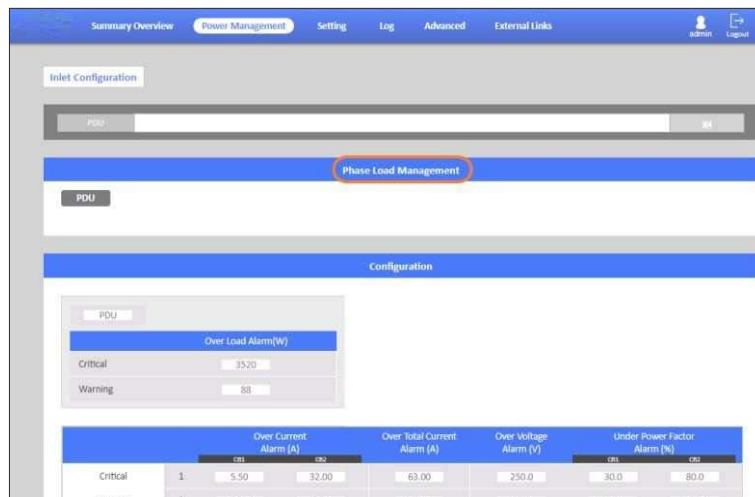 Summary Overview Power Management Setting Log Advanced External Links admin Logout
Inlet Configuration
PDU
Phase Load Management
PDU
Configuration
PDU
Over Load Alarm(W)
Critical 3520
Warning 88
Over Current Over Total Current Over Voltage Under Power Factor
Alarm (A) Alarm (A) Alarm (V) Alarm (%)
CB1 CB2 CB1 CB2
Critical 1 5.50 32.00 63.00 250.0 30.0 80.0